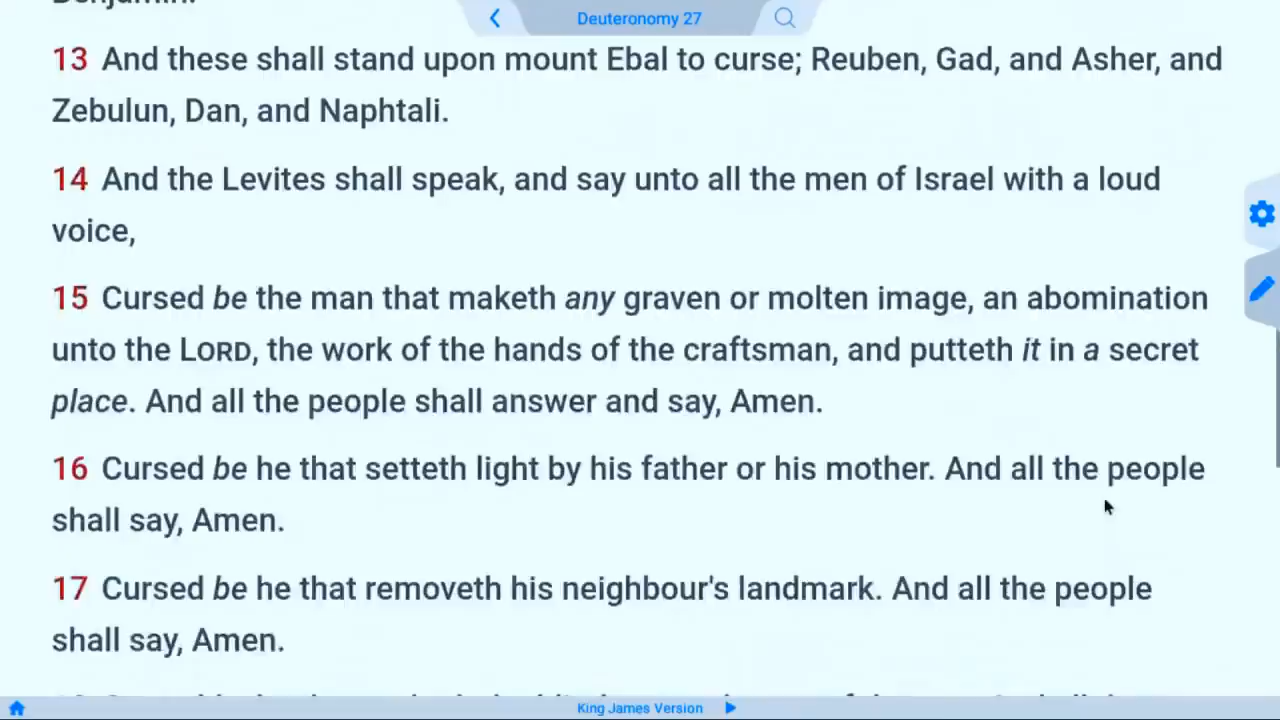 Deuteronomy 27
13 And these shall stand upon mount Ebal to curse; Reuben, Gad, and Asher, and
Zebulun, Dan, and Naphtali.
14 And the Levites shall speak, and say unto all the men of Israel with a loud
voice,
15 Cursed be the man that maketh any graven or molten image, an abomination
unto the LORD, the work of the hands of the craftsman, and putteth it in a secret
place. And all the people shall answer and say, Amen.
16 Cursed be he that setteth light by his father or his mother. And all the people
shall say, Amen.
17 Cursed be he that removeth his neighbour's landmark. And all the people
shall say, Amen.
King James Version